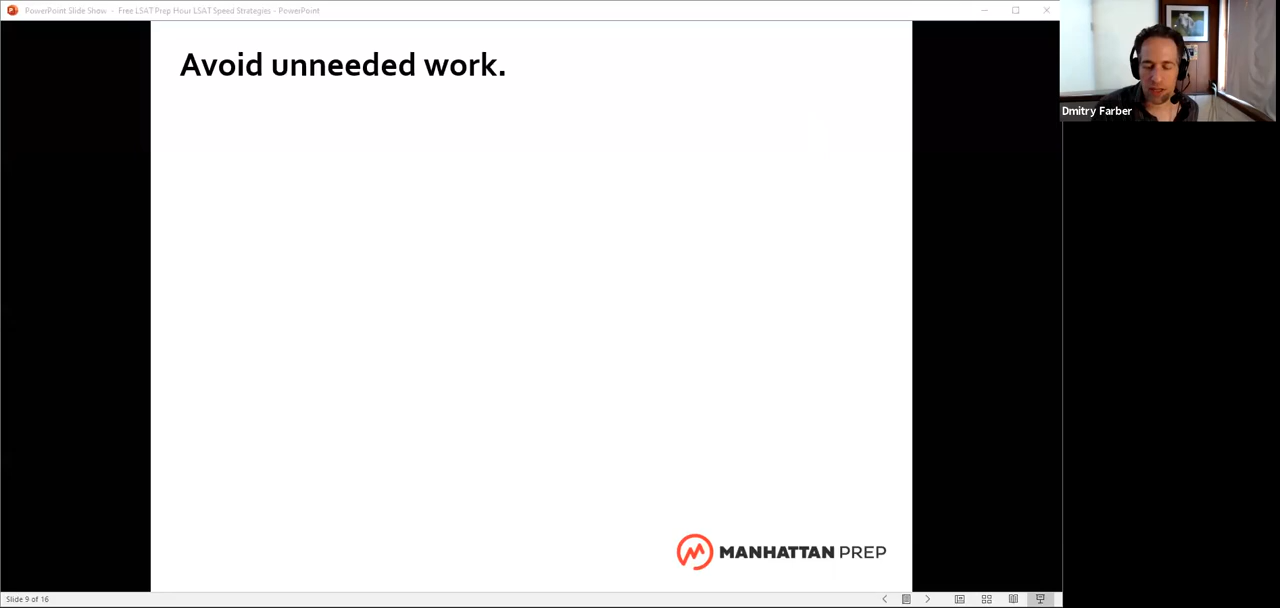 PowerPoint Slide Show - Free LSAT Prep Hour LSAT Speed Strategies - PowerPoint
Avoid unneeded work.
Dmitry Farber
MANHATTAN PREP
Slide 9 of 16